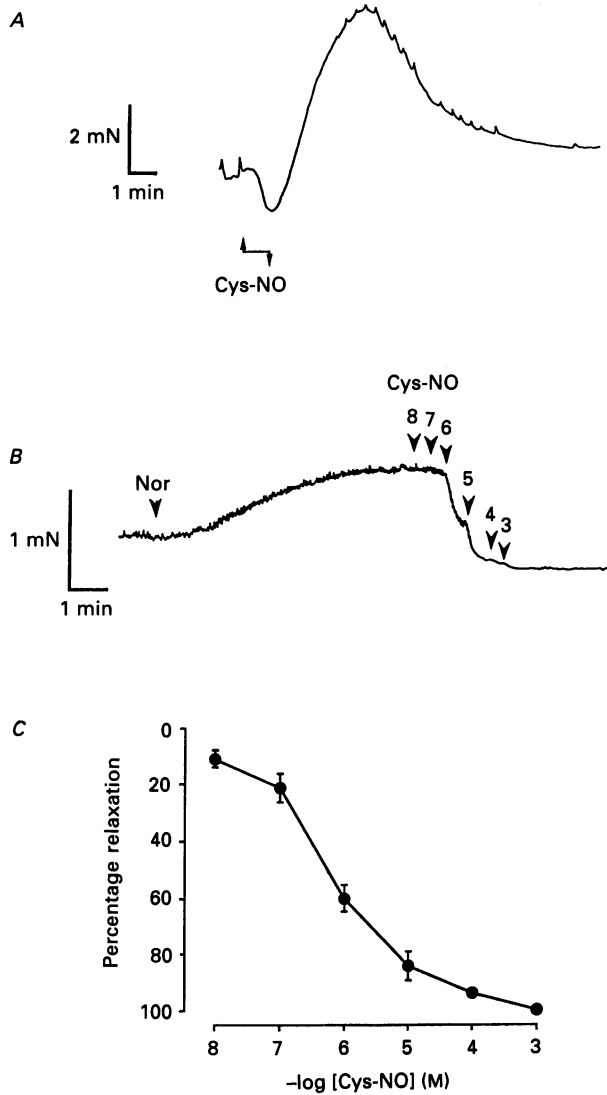 A
2 mN
1 min
Cys-NO
Cys-NO
8 7 6
B
Nor
5
4 3
1 mN
1 min
C
Percentage relaxation
0
20
40
60
80
100
8 7 6 5 4 3
–log [Cys-NO] (M)